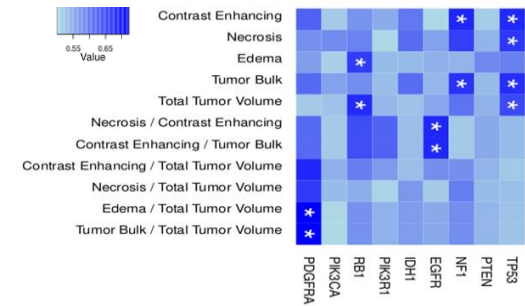 Contrast Enhancing
Necrosis
Edema
Tumor Bulk
Total Tumor Volume
Necrosis / Contrast Enhancing
Contrast Enhancing / Tumor Bulk
Contrast Enhancing / Total Tumor Volume
Necrosis / Total Tumor Volume
Edema / Total Tumor Volume
Tumor Bulk / Total Tumor Volume
0.55 0.65
Value
* *
*
*
* *
* *
*
*
*
*
PDGFRA
PIK3CA
RB1
PIK3R1
IDH1
EGFR
NF1
PTEN
TP53